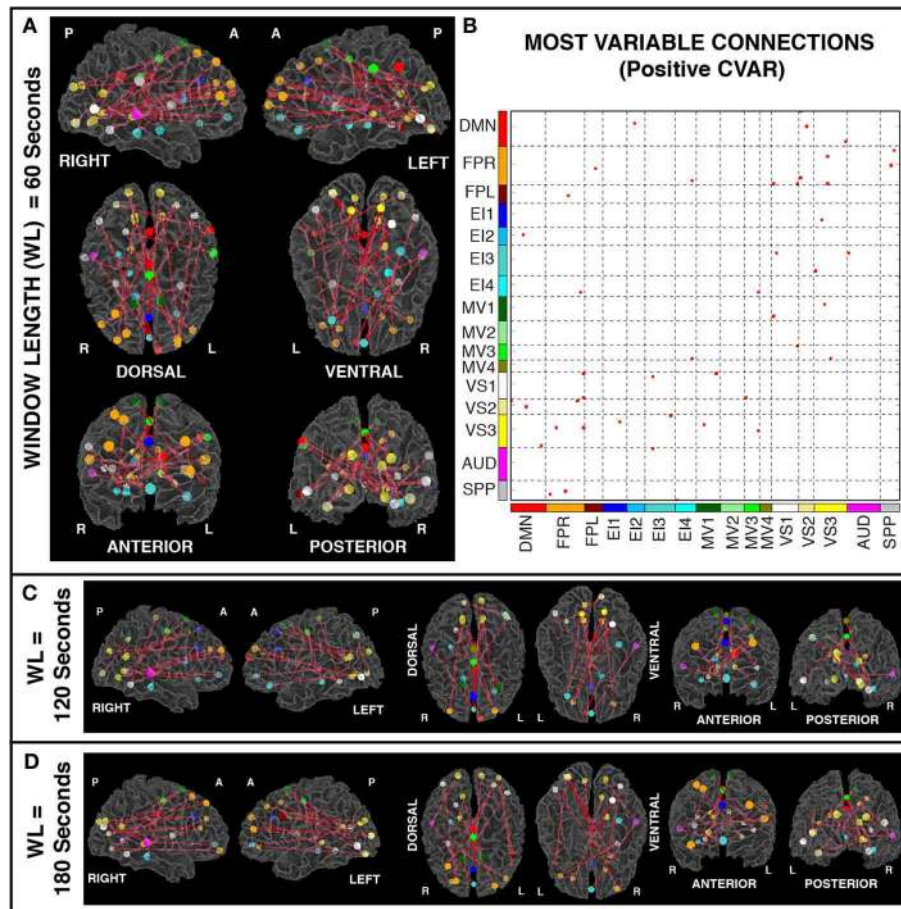 A
P
A
A
P
RIGHT
LEFT
WINDOW LENGTH (WL) = 60 Seconds
R
L
L
R
DORSAL
VENTRAL
R
L
L
R
ANTERIOR
POSTERIOR
B
MOST VARIABLE CONNECTIONS
(Positive CVAR)
DMN
FPR
FPL
EI1
EI2
EI3
EI4
MV1
MV2
MV3
MV4
VS1
VS2
VS3
AUD
SPP
DMN
FPR
FPL
EI1
EI2
EI3
EI4
MV1
MV2
MV3
MV4
VS1
VS2
VS3
AUD
SPP
C
WL =
120 Seconds
P
A
A
P
RIGHT
LEFT
DORSAL
R
L
L
R
VENTRAL
R
L
L
R
ANTERIOR
POSTERIOR
D
WL =
180 Seconds
P
A
A
P
RIGHT
LEFT
DORSAL
R
L
L
R
VENTRAL
R
L
L
R
ANTERIOR
POSTERIOR